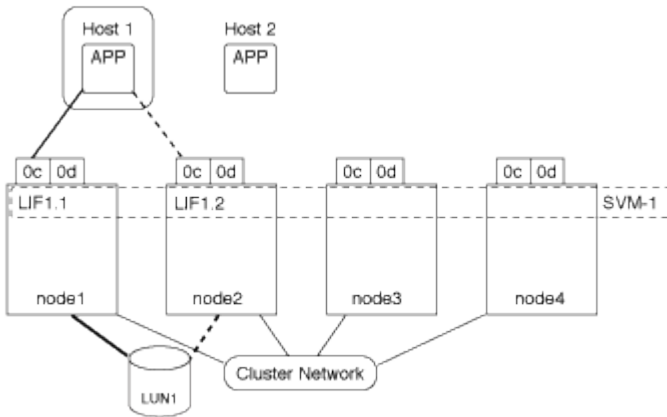 Host 1 Host 2
APP APP
0c 0d 0c 0d 0c 0d 0c 0d
LIF1.1 LIF1.2 SVM-1
node1 node2 node3 node4
Cluster Network
LUN1